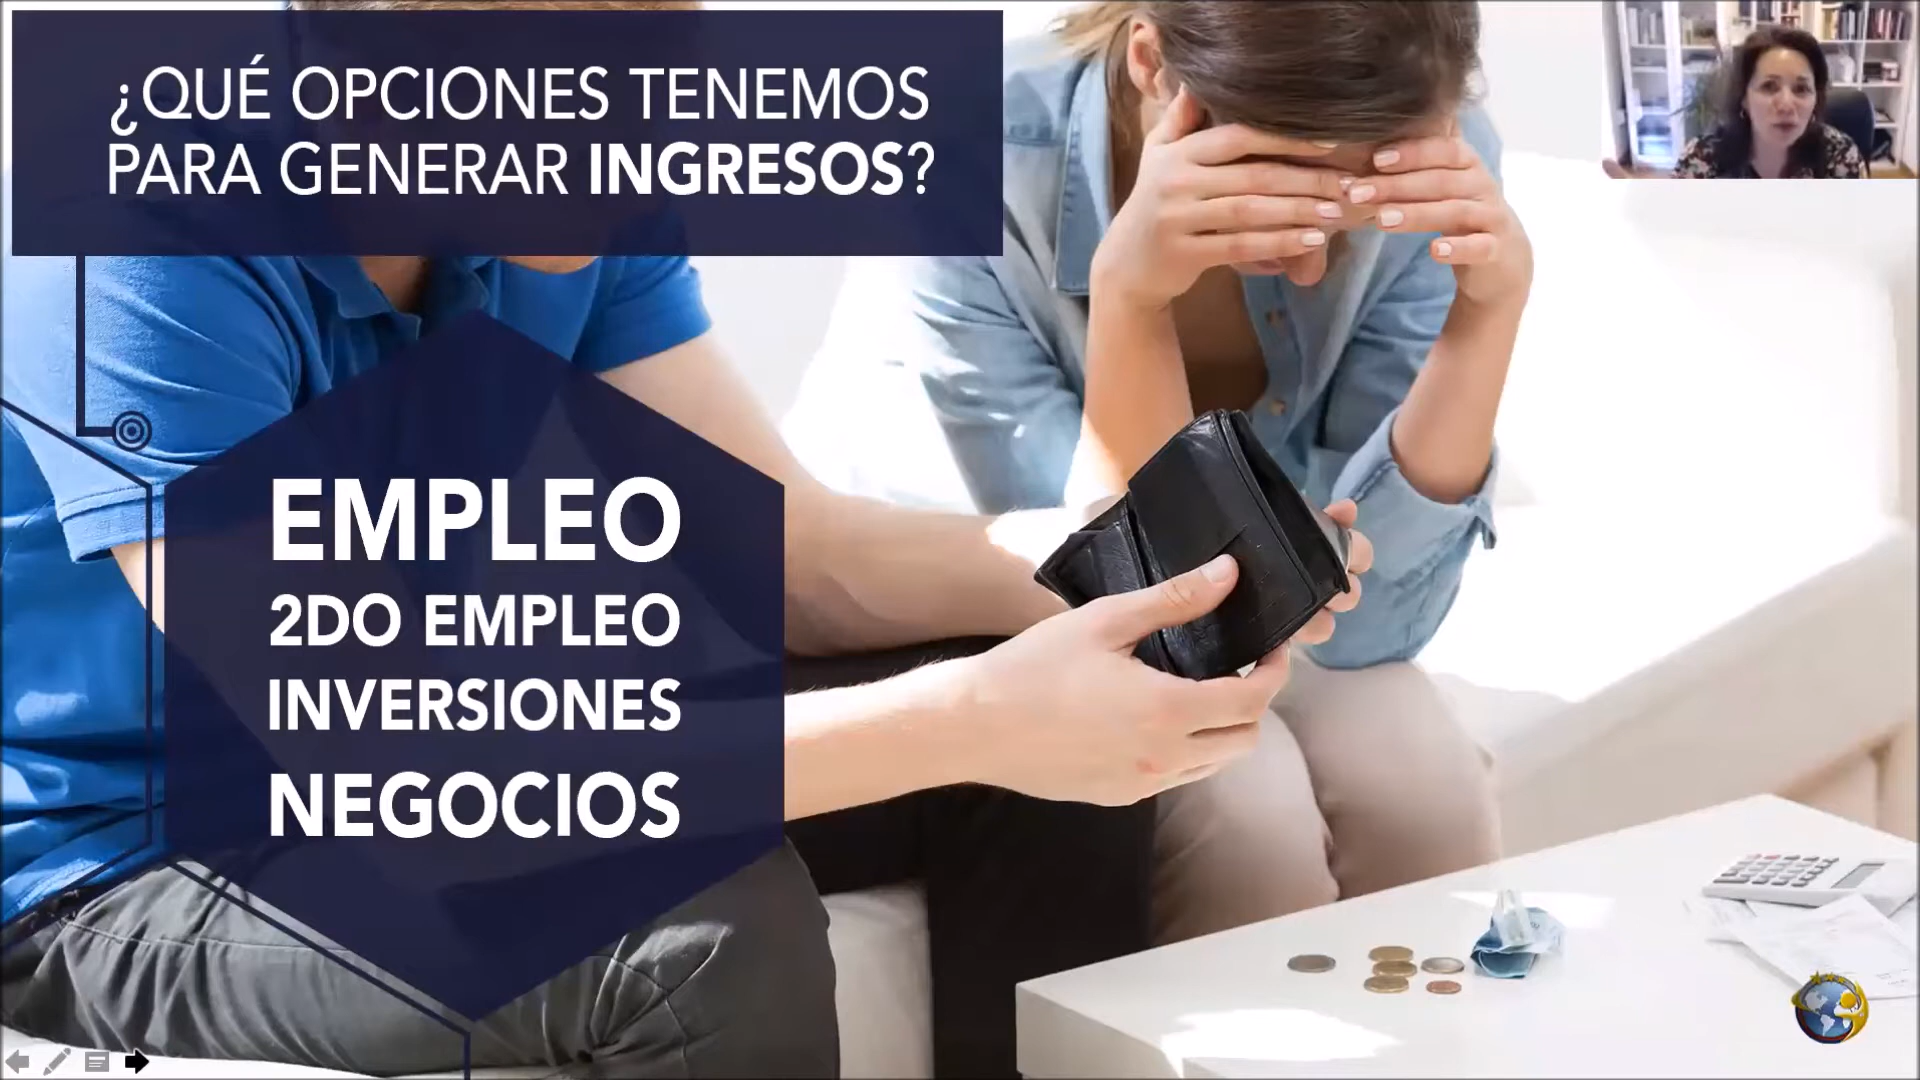 ¿QUÉ OPCIONES TENEMOS
PARA GENERAR INGRESOS?
EMPLEO
2DO EMPLEO
INVERSIONES
NEGOCIOS